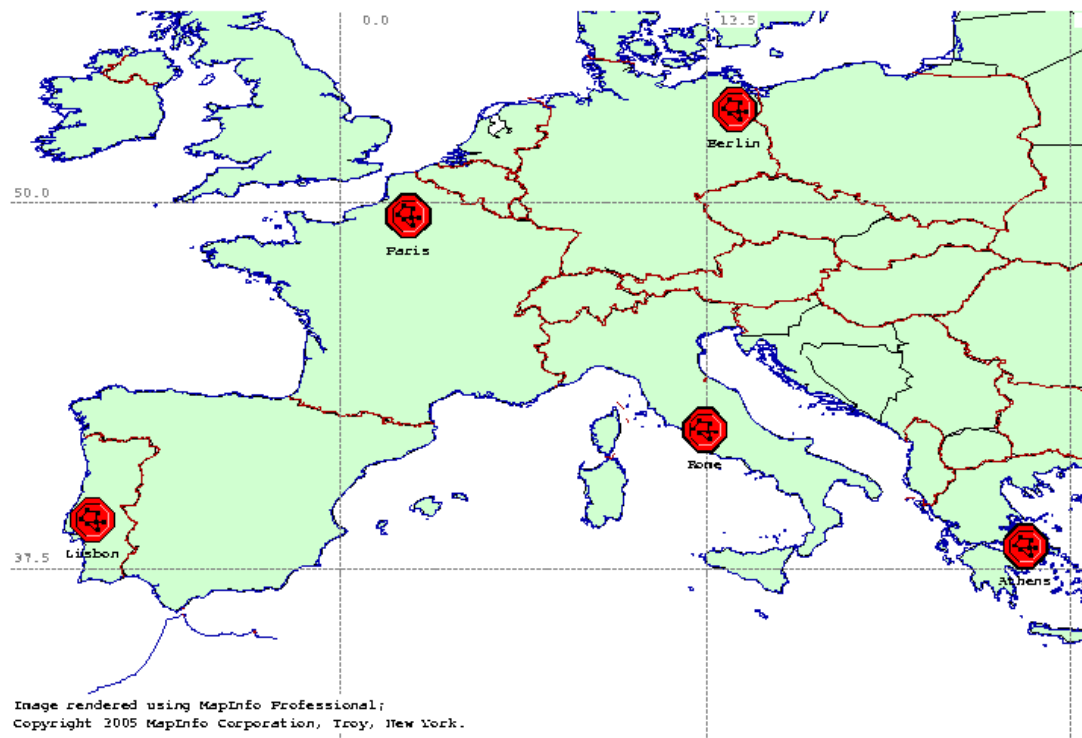 0.0
12.5
Berlin
50.0
Paris
Rome
Lisbon
37.5
Athens
Image rendered using MapInfo Professional;
Copyright 2005 MapInfo Corporation, Troy, New York.